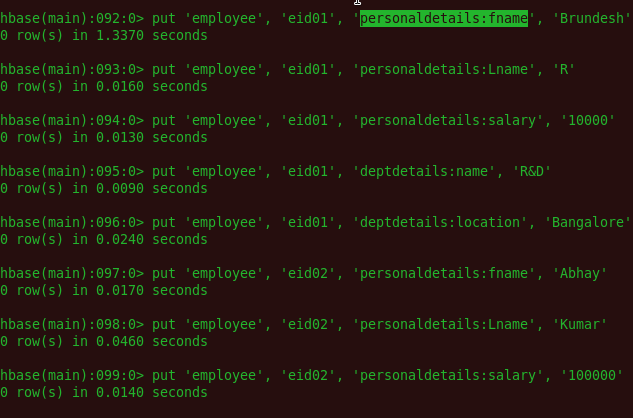 hbase(main):092:0> put 'employee', 'eid01', 'personaldetails:fname', 'Brundesh'
0 row(s) in 1.3370 seconds
hbase(main):093:0> put 'employee', 'eid01', 'personaldetails:Lname', 'R'
0 row(s) in 0.0160 seconds
hbase(main):094:0> put 'employee', 'eid01', 'personaldetails:salary', '10000'
0 row(s) in 0.0130 seconds
hbase(main):095:0> put 'employee', 'eid01', 'deptdetails:name', 'R&D'
0 row(s) in 0.0090 seconds
hbase(main):096:0> put 'employee', 'eid01', 'deptdetails:location', 'Bangalore'
0 row(s) in 0.0240 seconds
hbase(main):097:0> put 'employee', 'eid02', 'personaldetails:fname', 'Abhay'
0 row(s) in 0.0170 seconds
hbase(main):098:0> put 'employee', 'eid02', 'personaldetails:Lname', 'Kumar'
0 row(s) in 0.0460 seconds
hbase(main):099:0> put 'employee', 'eid02', 'personaldetails:salary', '100000'
0 row(s) in 0.0140 seconds